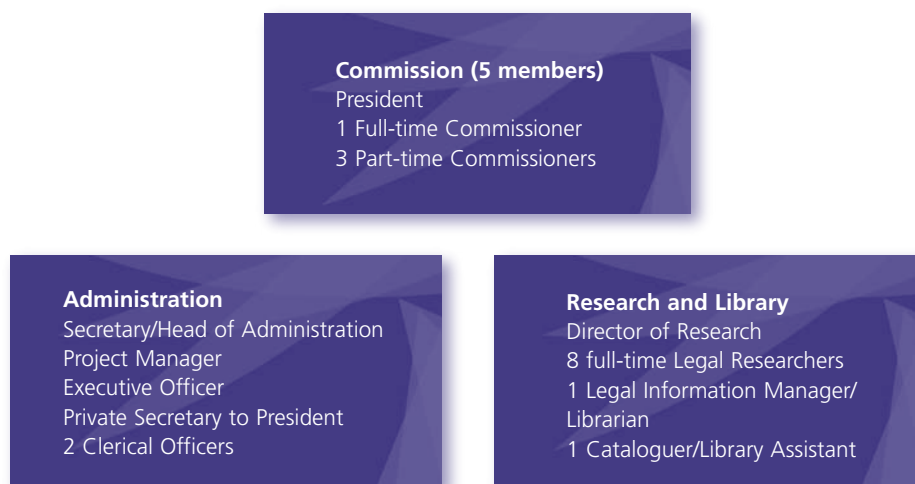 Commission (5 members)
President
1 Full-time Commissioner
3 Part-time Commissioners
Administration
Secretary/Head of Administration
Project Manager
Executive Officer
Private Secretary to President
2 Clerical Officers
Research and Library
Director of Research
8 full-time Legal Researchers
1 Legal Information Manager/
Librarian
1 Cataloguer/Library Assistant